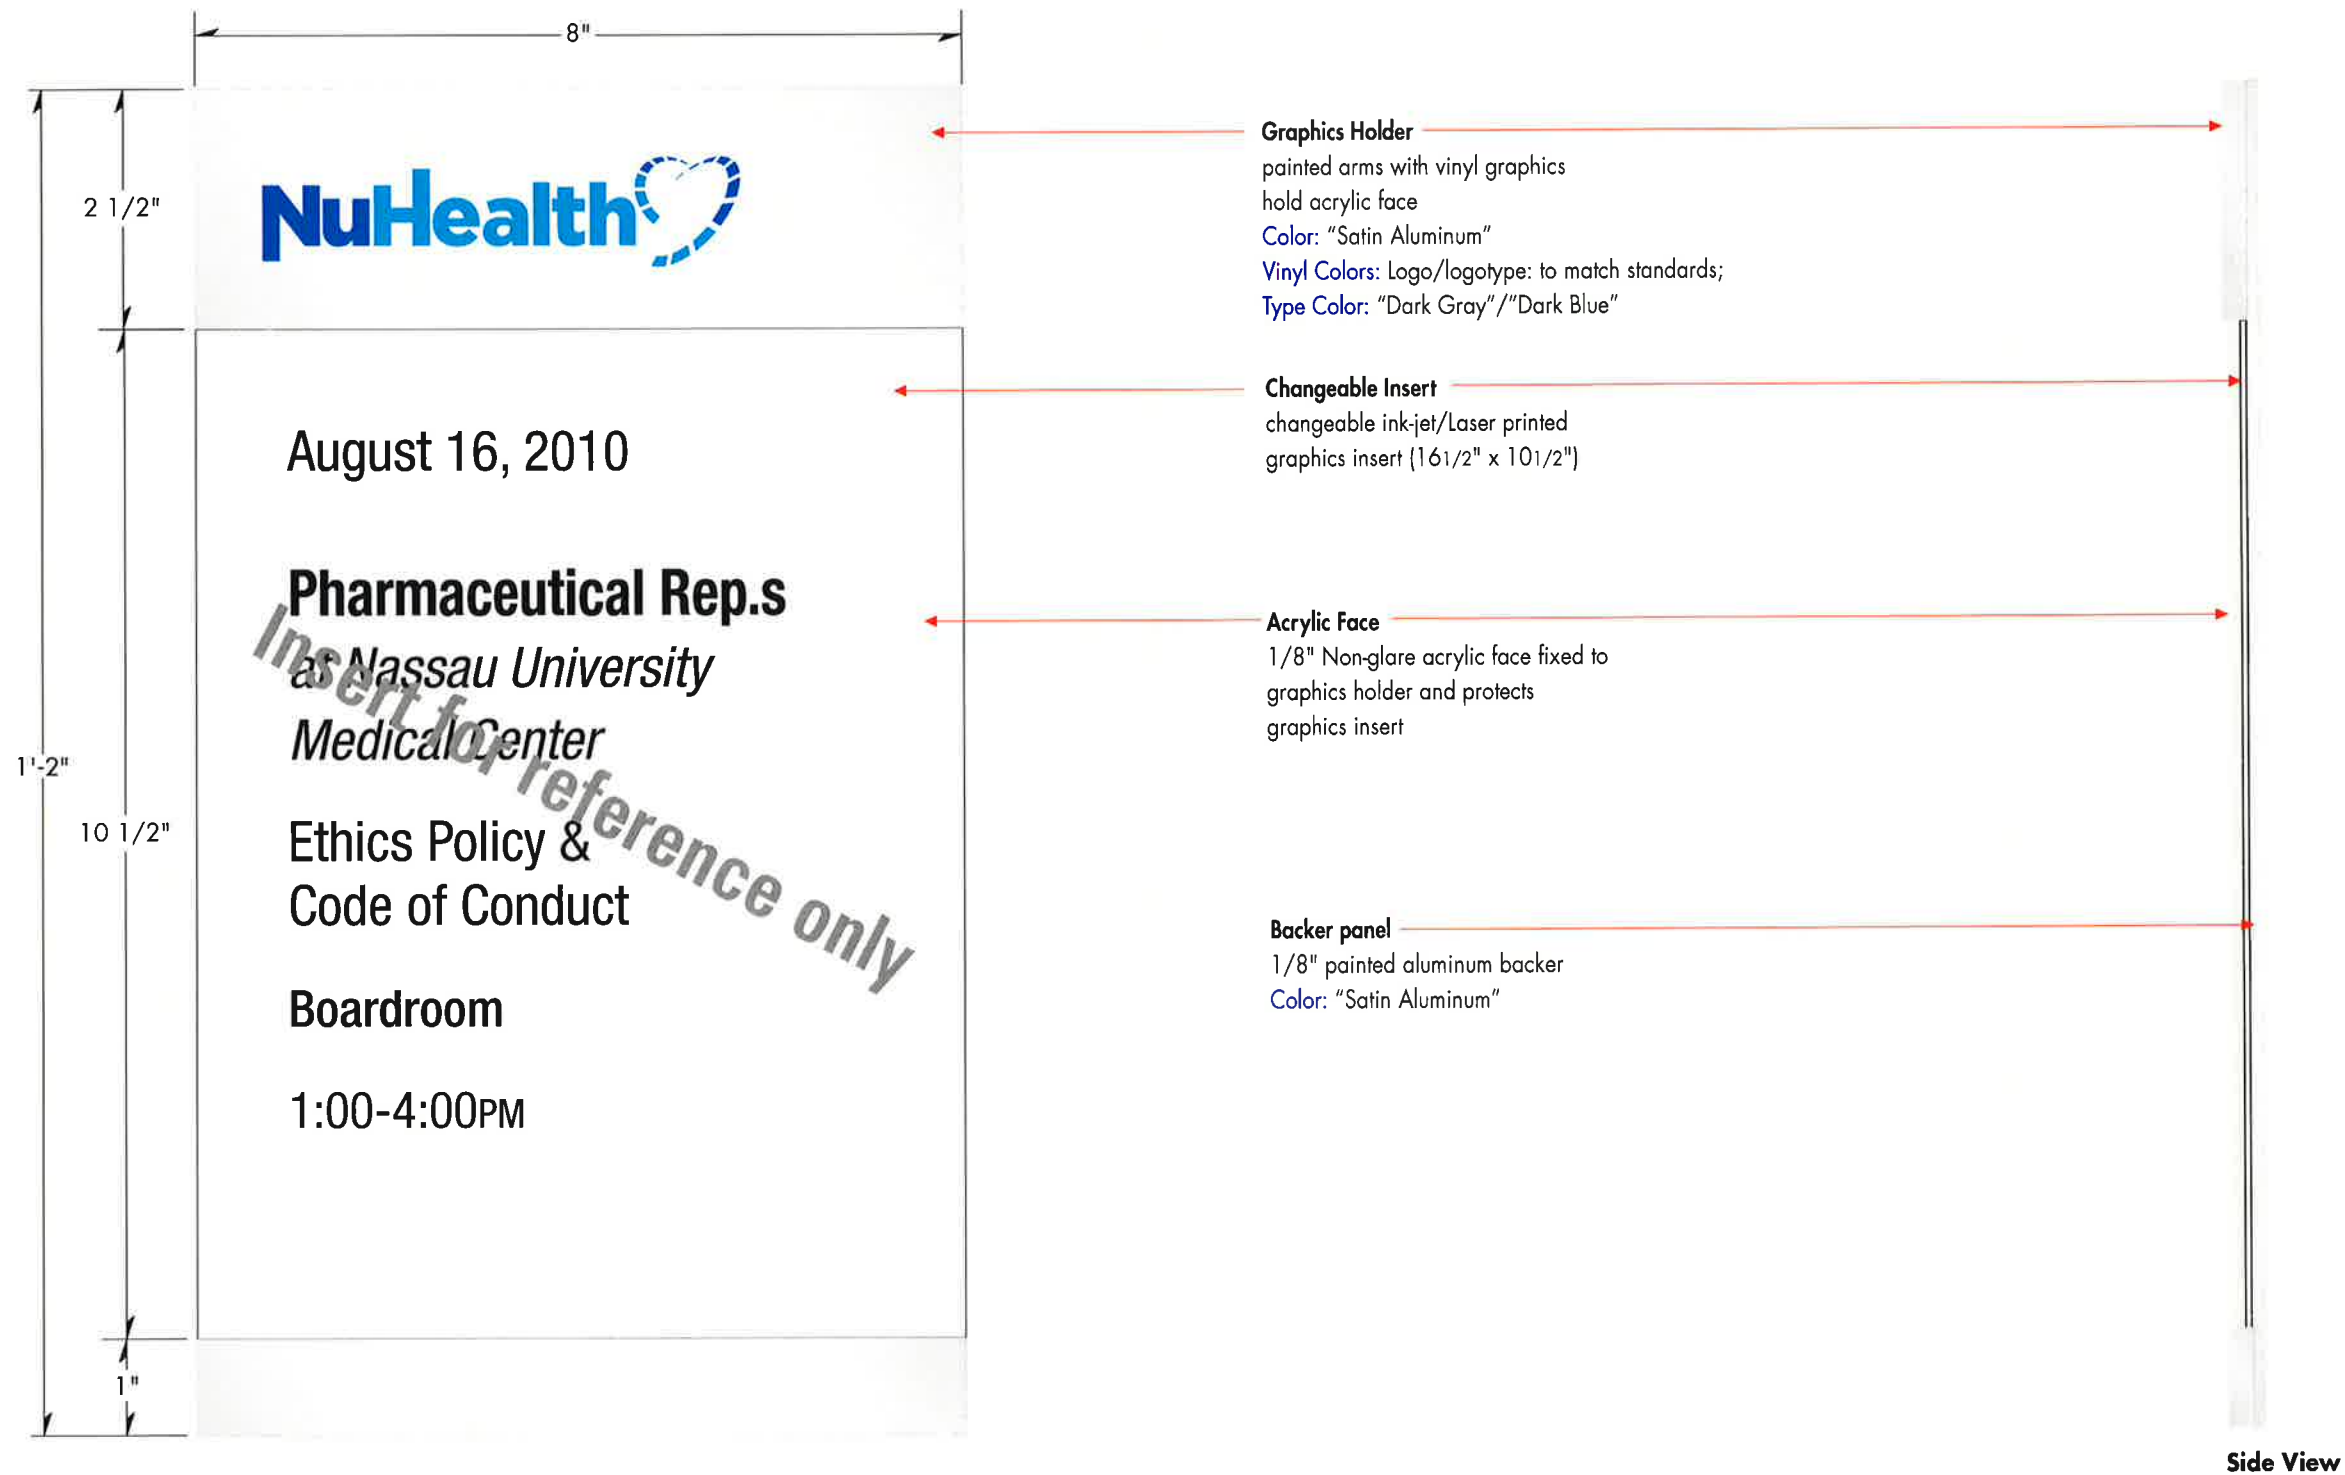 8"
2 1/2"
NuHealth
Graphics Holder
painted arms with vinyl graphics
hold acrylic face
Color: “Satin Aluminum”
Vinyl Colors: Logo/logotype: to match standards;
Type Color: “Dark Gray”/”Dark Blue”
Changeable Insert
changeable ink-jet/Laser printed
graphics insert (161/2" x 101/2")
August 16, 2010
Pharmaceutical Rep.s
at Nassau University
Medical Center
Insert for reference only
Acrylic Face
1/8" Non-glare acrylic face fixed to
graphics holder and protects
graphics insert
1'-2"
10 1/2"
Ethics Policy &
Code of Conduct
Backer panel
1/8" painted aluminum backer
Color: “Satin Aluminum”
Boardroom
1:00-4:00PM
1"
Side View